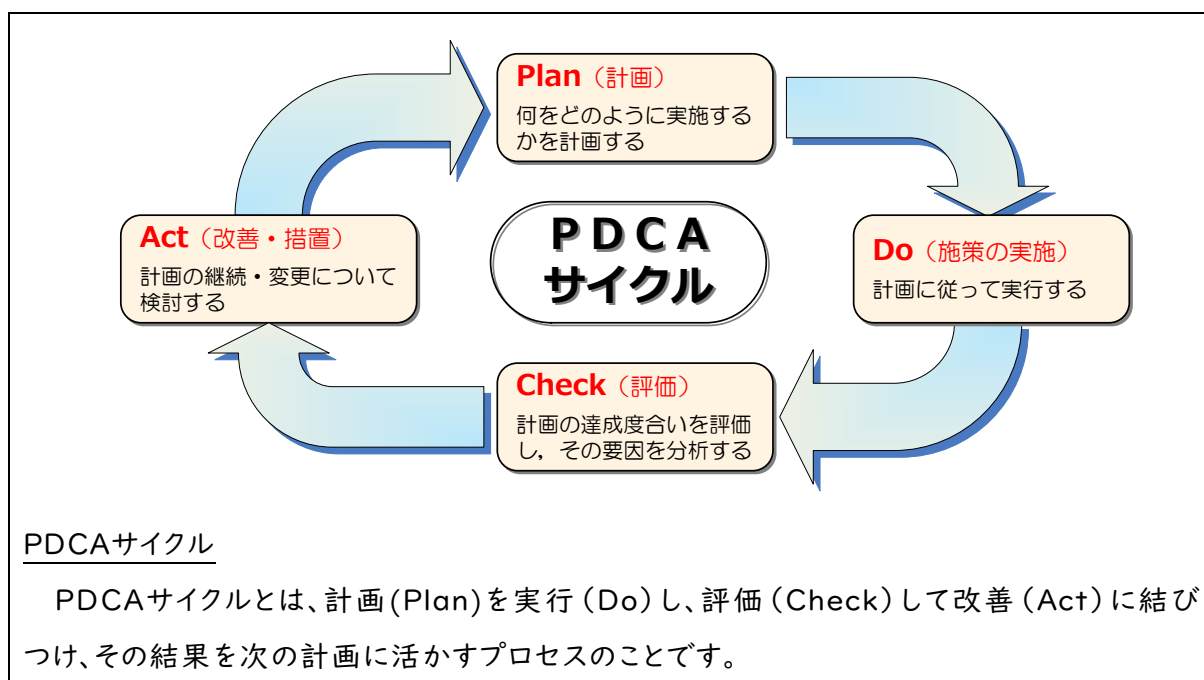 Plan（計画）
何をどのように実施する
かを計画する
Act（改善・措置）
計画の継続・変更について
検討する
PDCA
サイクル
Do（施策の実施）
計画に従って実行する
Check（評価）
計画の達成度合いを評価
し，その要因を分析する
PDCAサイクル
PDCAサイクルとは、計画(Plan)を実行（Do）し、評価（Check）して改善（Act）に結び
つけ、その結果を次の計画に活かすプロセスのことです。